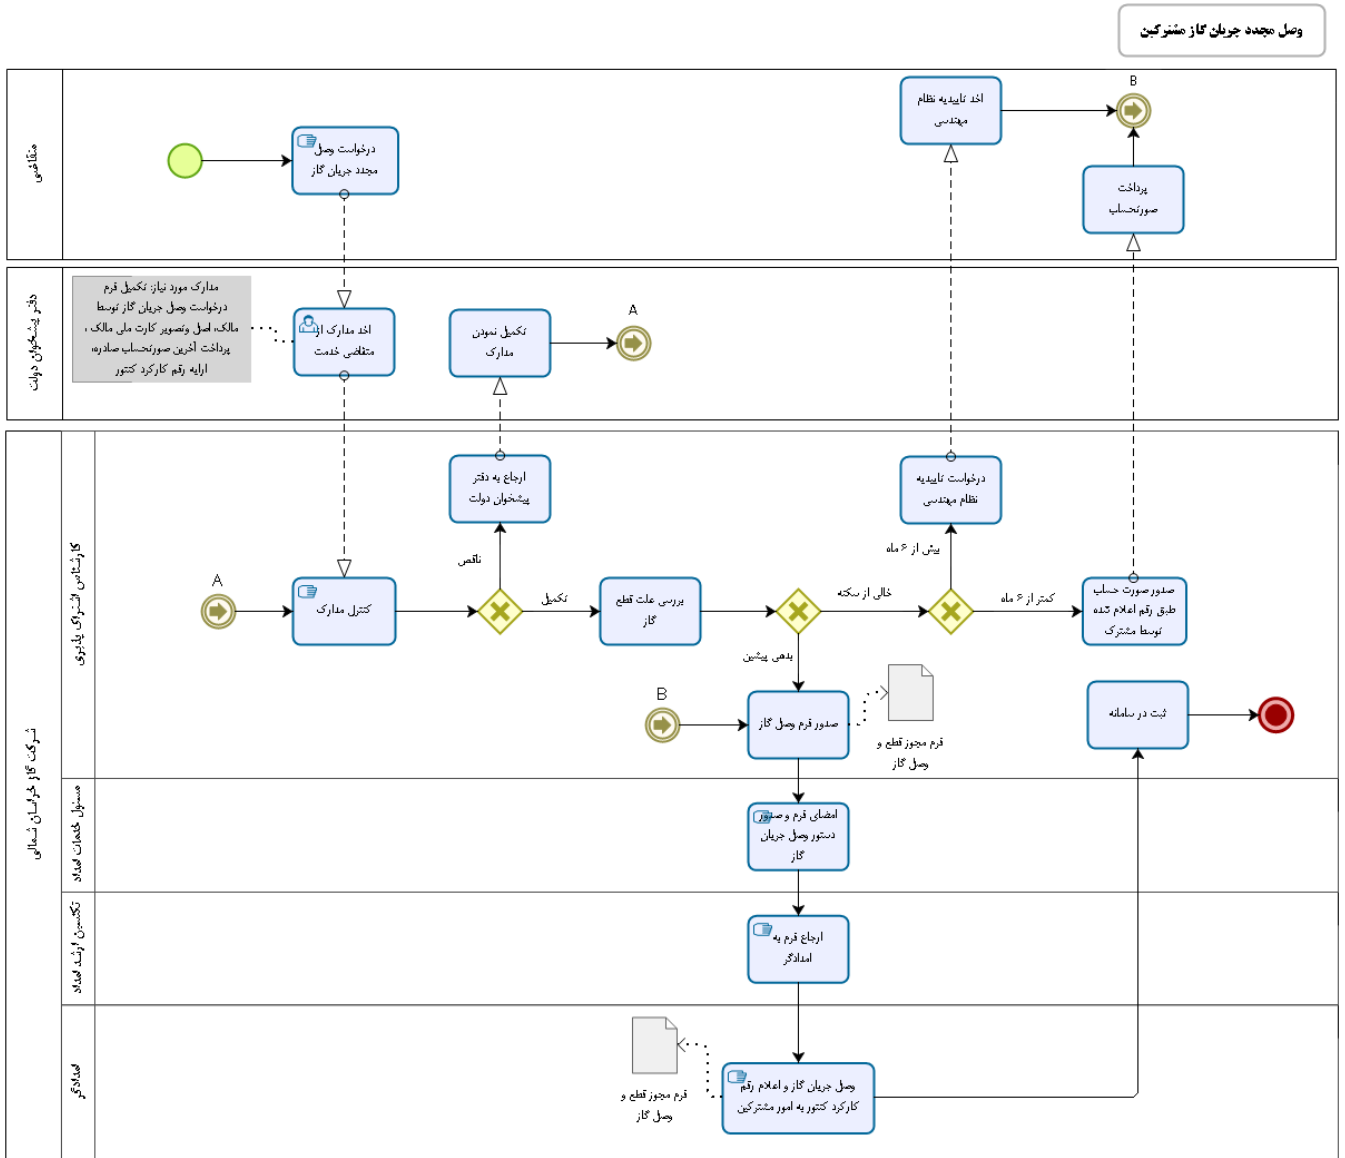 وصل مجدد جریان گاز مشترکین
متقاضی
درخواست وصل
مجدد جریان گاز
اخذ تاییدیه نظام
مهندسی
B
پرداخت
صورتحساب
دفتر پیشخوان دولت
مدارک مورد نیاز: تکمیل فرم
درخواست وصل جریان گاز توسط
مالک، اصل وتصویر کارت ملی مالک ،
پرداخت آخرین صورتحساب صادره،
ارایه رقم کارکرد کنتور
اخذ مدارک از
متقاضی خدمت
تکمیل نمودن
مدارک
A
شرکت گاز خراسان شمالی
کارشناس اشتراک پذیری
ارجاع به دفتر
پیشخوان دولت
درخواست تاییدیه
نظام مهندسی
ناقص
بیش از ۶ ماه
A
کنترل مدارک
تکمیل
بررسی علت قطع
گاز
خالی از سکنه
کمتر از ۶ ماه
صدور صورت حساب
طبق رقم اعلام شده
توسط مشترک
بدهی پیشین
B
صدور فرم وصل گاز
فرم مجوز قطع و
وصل گاز
ثبت در سامانه
مسئول خدمات امداد
امضای فرم و صدور
دستور وصل جریان
گاز
تکنسین ارشد امداد
ارجاع فرم به
امدادگر
امدادگر
فرم مجوز قطع و
وصل گاز
وصل جریان گاز و اعلام رقم
کارکرد کنتور به امور مشترکین